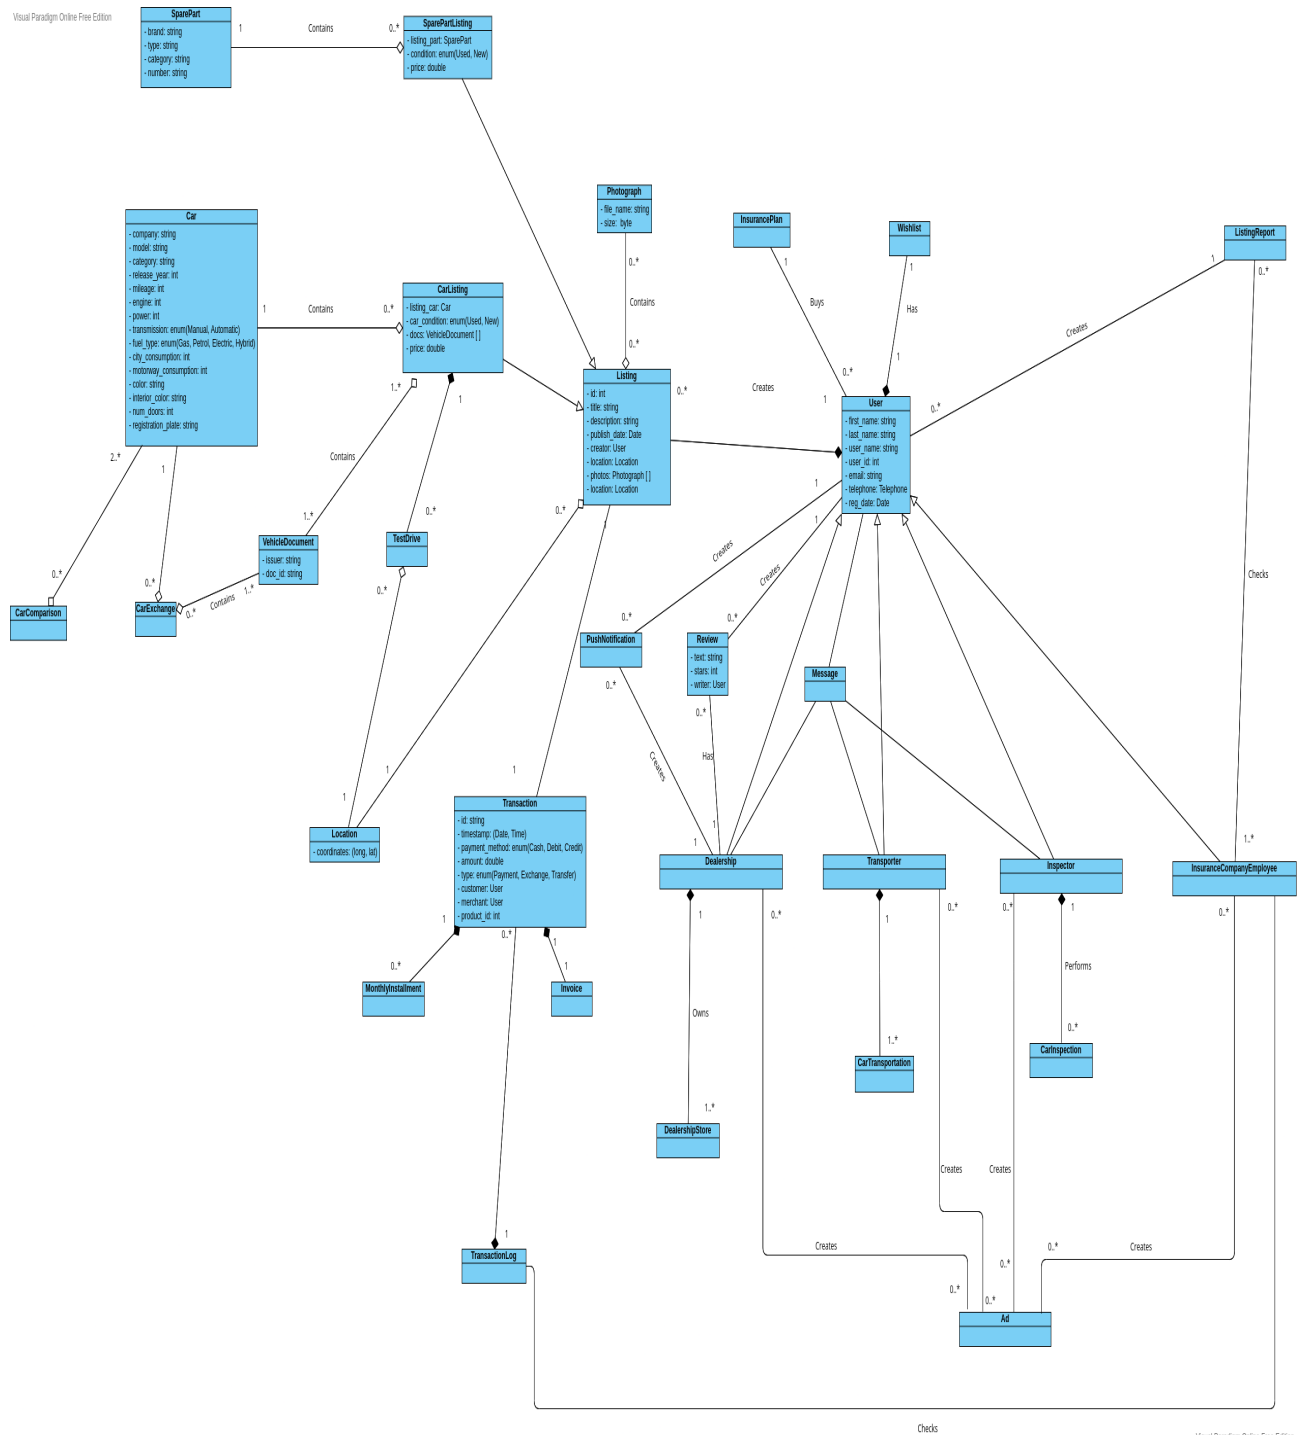 Visual Paradigm Online Free Edition
SparePart
- brand: string
- type: string
- category: string
- number: string
1
Contains
0..*
SparePartListing
- listing_part: SparePart
- condition: enum(Used, New)
- price: double
Photograph
- file_name: string
- size: byte
0..*
Contains
0..*
InsurancePlan
1
Buys
0..*
Wishlist
1
Has
1
ListingReport
1
0..*
Creates
0..*
Car
- company: string
- model: string
- category: string
- release_year: int
- mileage: int
- engine: int
- power: int
- transmission: enum(Manual, Automatic)
- fuel_type: enum(Gas, Petrol, Electric, Hybrid)
- city_consumption: int
- motorway_consumption: int
- color: string
- interior_color: string
- num_doors: int
- registration_plate: string
1
Contains
0..*
CarListing
- listing_car: Car
- car_condition: enum(Used, New)
- docs: VehicleDocument [ ]
- price: double
1..*
1
Contains
1..*
0..*
Listing
- id: int
- title: string
- description: string
- publish_date: Date
- creator: User
- location: Location
- photos: Photograph [ ]
- location: Location
0..*
Creates
1
User
- first_name: string
- last_name: string
- user_name: string
- user_id: int
- email: string
- telephone: Telephone
- reg_date: Date
2..*
1
0..*
0..*
CarComparison
CarExchange
0..*
Contains
1..*
VehicleDocument
- issuer: string
- doc_id: string
TestDrive
0..*
0..*
1
1
1
Creates
Creates
0..*
0..*
Checks
PushNotification
Review
- text: string
- stars: int
- writer: User
Message
0..*
0..*
Creates
Has
1
1
1
1
1
1..*
Location
- coordinates: (long, lat)
Transaction
- id: string
- timestamp: (Date, Time)
- payment_method: enum(Cash, Debit, Credit)
- amount: double
- type: enum(Payment, Exchange, Transfer)
- customer: User
- merchant: User
- product_id: int
Dealership
Transporter
Inspector
InsuranceCompanyEmployee
1
0..*
1
0..*
1
MonthlyInstallment
Invoice
1
0..*
1
0..*
0..*
1
0..*
Owns
Performs
1..*
0..*
1..*
DealershipStore
CarTransportation
CarInspection
Creates
Creates
1
TransactionLog
Creates
0..*
Creates
0..*
0..*
0..*
Ad
Checks